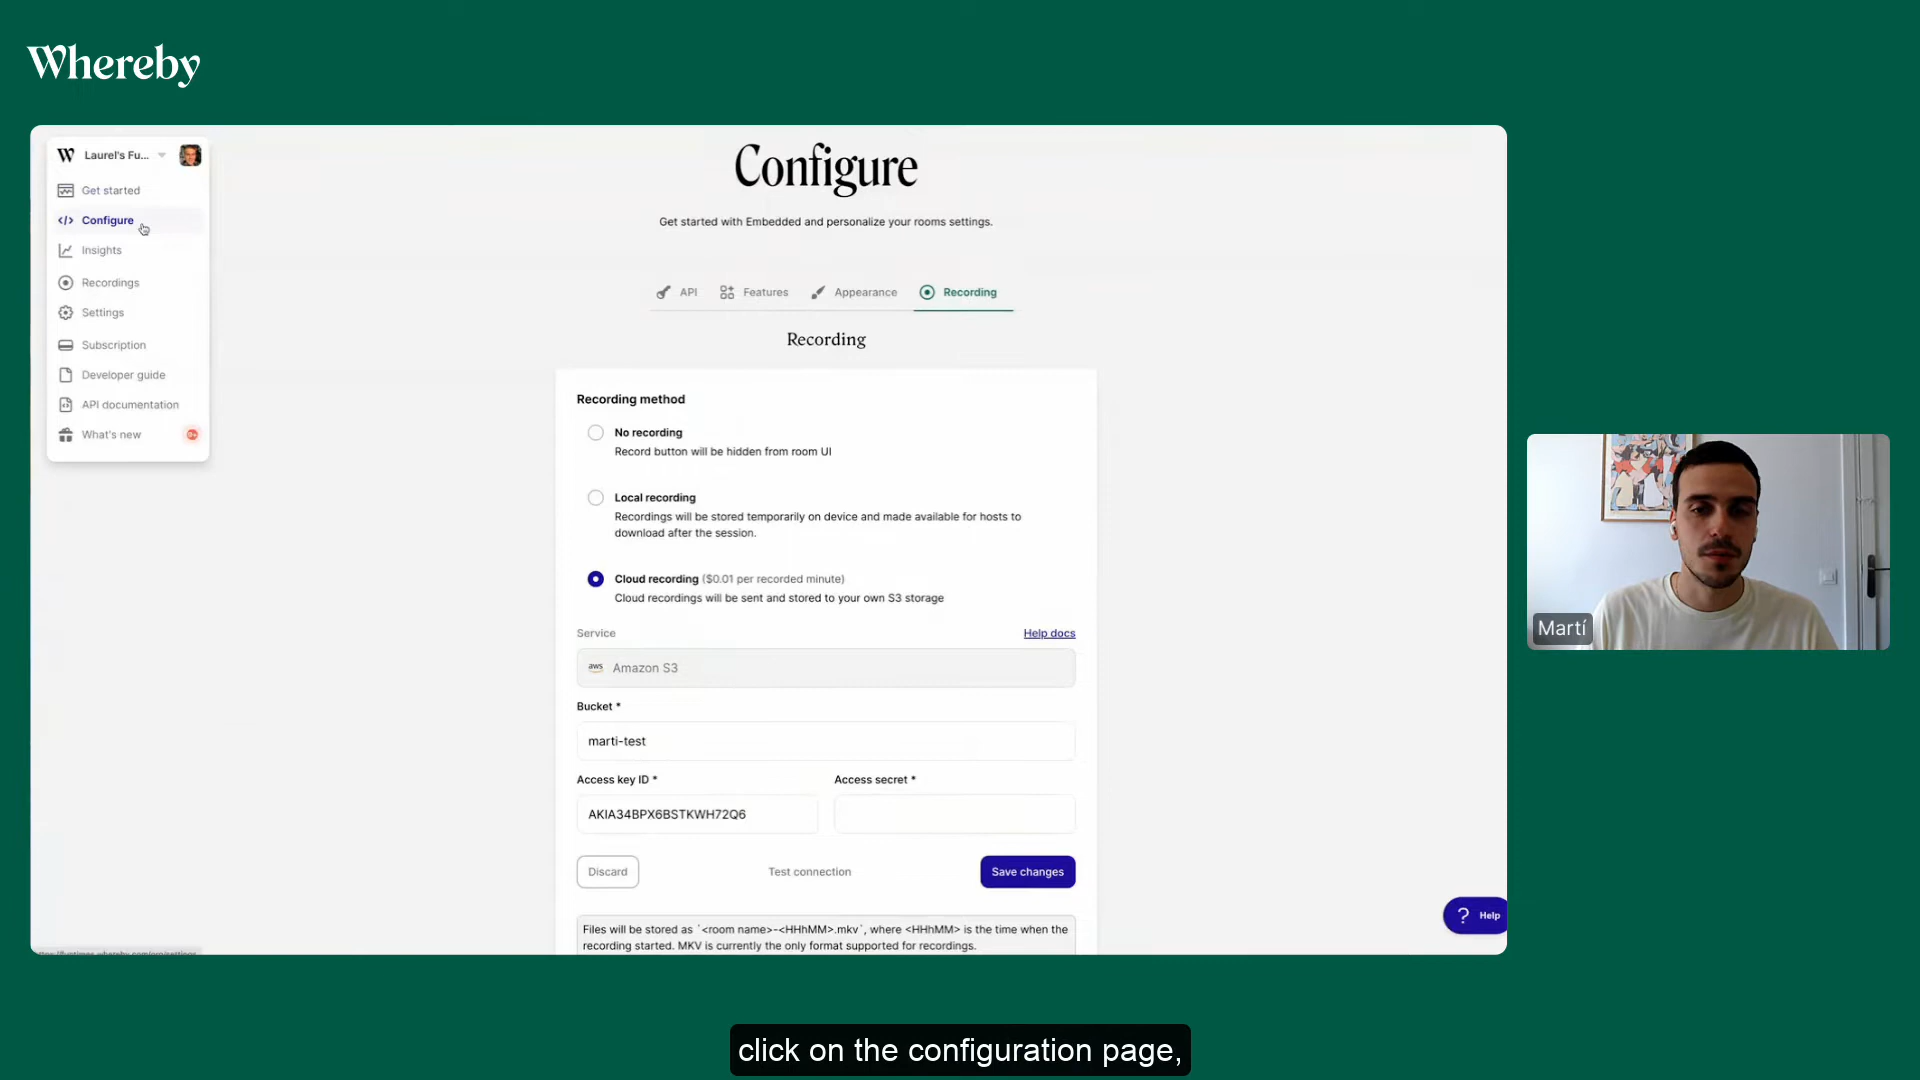 Whereby
W Laurel's Fu...
Get started
Configure
Insights
Recordings
Settings
Subscription
Developer guide
API documentation
What's new
9+
Configure
Get started with Embedded and personalize your rooms settings.
API Features Appearance Recording
Recording
Recording method
No recording
Record button will be hidden from room UI
Local recording
Recordings will be stored temporarily on device and made available for hosts to
download after the session.
Cloud recording ($0.01 per recorded minute)
Cloud recordings will be sent and stored to your own S3 storage
Service Help docs
aws Amazon S3
Bucket *
marti-test
Access key ID * Access secret *
AKIA34BPX6BSTKWH72Q6
Discard Test connection Save changes
Files will be stored as `<room name>-<HHhMM>.mkv`, where <HHhMM> is the time when the
recording started. MKV is currently the only format supported for recordings.
? Help
Martí
click on the configuration page,